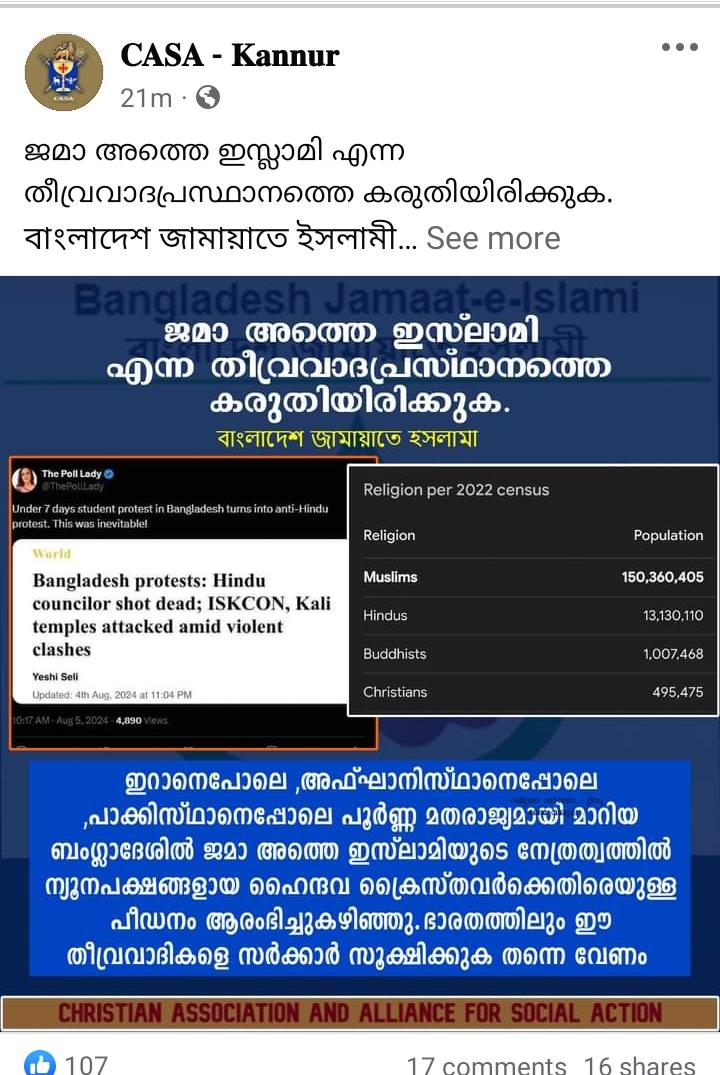 CASA - Kannur
21m ·
ജമാ അത്തെ ഇസ്ലാമി എന്ന
തീവ്രവാദപ്രസ്ഥാനത്തെ കരുതിയിരിക്കുക.
বাংলাদেশ জামায়াতে ইসলামী... See more
Bangladesh Jamaat-e-Islami
ജമാ അത്തെ ഇസ്ലാമി
എന്ന തീവ്രവാദപ്രസ്ഥാനത്തെ
കരുതിയിരിക്കുക.
বাংলাদেশ জামায়াতে ইসলামী
The Poll Lady
@ThePollLady
Under 7 days student protest in Bangladesh turns into anti-Hindu
protest. This was inevitable!
World
Bangladesh protests: Hindu
councilor shot dead; ISKCON, Kali
temples attacked amid violent
clashes
Yeshi Seli
Updated: 4th Aug, 2024 at 11:04 PM
10:17 AM · Aug 5, 2024 · 4,890 Views
Religion per 2022 census
Religion Population
Muslims 150,360,405
Hindus 13,130,110
Buddhists 1,007,468
Christians 495,475
ഇറാനെപോലെ ,അഫ്ഘാനിസ്ഥാനെപ്പോലെ
,പാക്കിസ്ഥാനെപ്പോലെ പൂർണ്ണ മതരാജ്യമായി മാറിയ
ബംഗ്ലാദേശിൽ ജമാ അത്തെ ഇസ്ലാമിയുടെ നേത്രത്വത്തിൽ
ന്യൂനപക്ഷങ്ങളായ ഹൈന്ദവ ക്രൈസ്തവർക്കെതിരെയുള്ള
പീഡനം ആരംഭിച്ചുകഴിഞ്ഞു.ഭാരതത്തിലും ഈ
തീവ്രവാദികളെ സർക്കാർ സൂക്ഷിക്കുക തന്നെ വേണം
CHRISTIAN ASSOCIATION AND ALLIANCE FOR SOCIAL ACTION
107 17 comments 16 shares